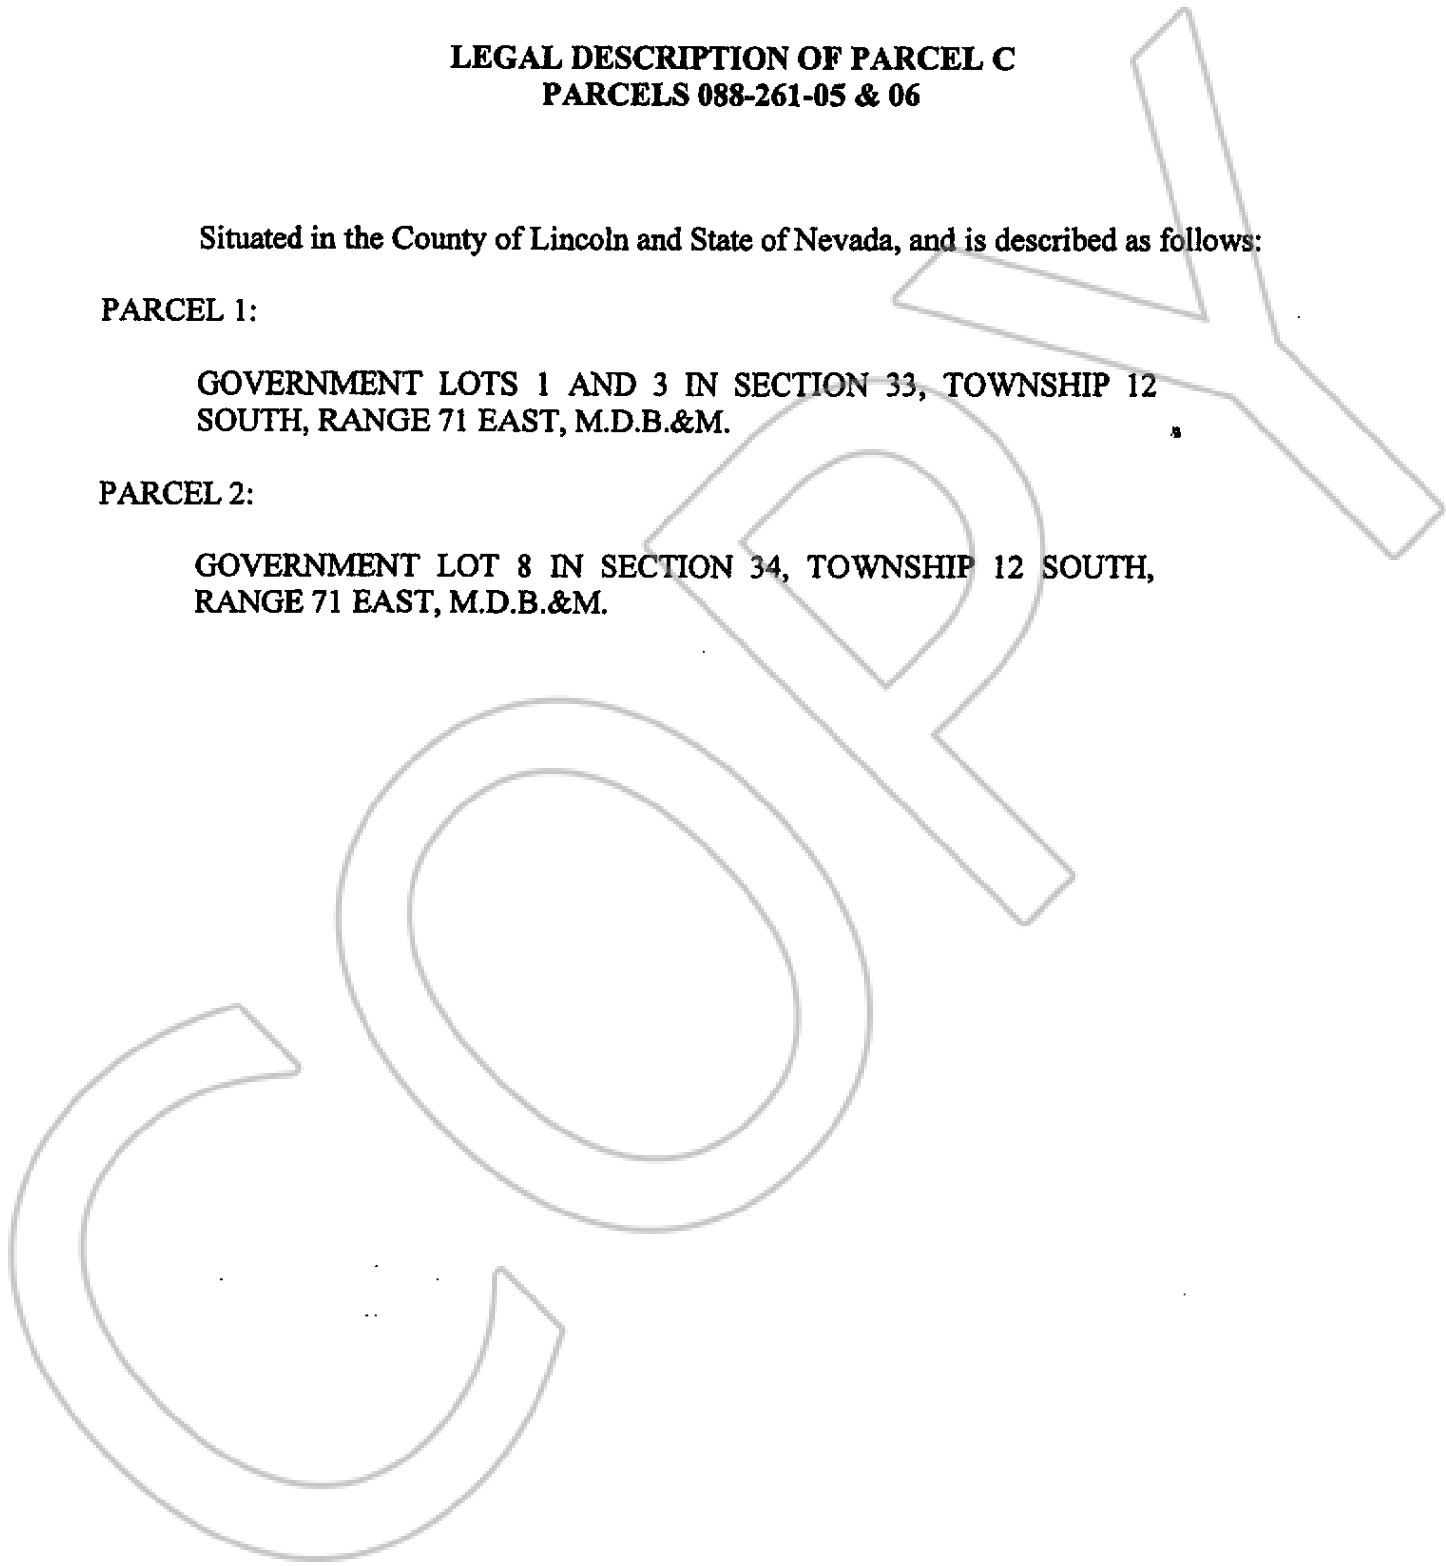 LEGAL DESCRIPTION OF PARCEL C
PARCELS 088-261-05 & 06
Situated in the County of Lincoln and State of Nevada, and is described as follows:
PARCEL 1:
GOVERNMENT LOTS 1 AND 3 IN SECTION 33, TOWNSHIP 12
SOUTH, RANGE 71 EAST, M.D.B.&M.
PARCEL 2:
GOVERNMENT LOT 8 IN SECTION 34, TOWNSHIP 12 SOUTH,
RANGE 71 EAST, M.D.B.&M.
COPY